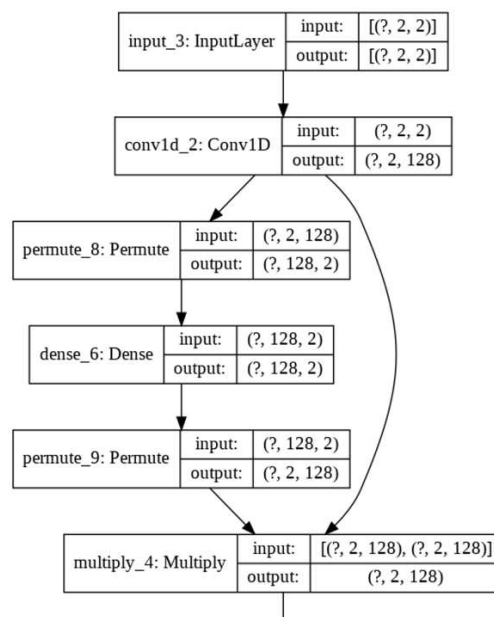 input_3: InputLayer
input: [(?, 2, 2)]
output: [(?, 2, 2)]
conv1d_2: Conv1D
input: (?, 2, 2)
output: (?, 2, 128)
permute_8: Permute
input: (?, 2, 128)
output: (?, 128, 2)
dense_6: Dense
input: (?, 128, 2)
output: (?, 128, 2)
permute_9: Permute
input: (?, 128, 2)
output: (?, 2, 128)
multiply_4: Multiply
input: [(?, 2, 128), (?, 2, 128)]
output: (?, 2, 128)